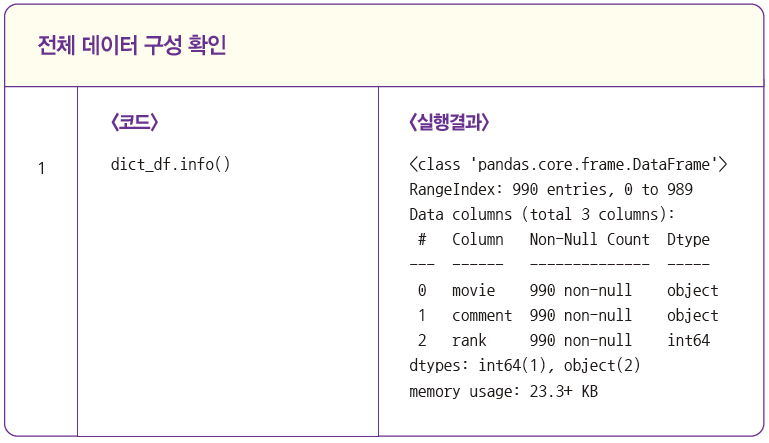 전체 데이터 구성 확인
<코드>
<실행결과>
1
dict_df.info()
<class 'pandas.core.frame.DataFrame'>
RangeIndex: 990 entries, 0 to 989
Data columns (total 3 columns):
 #   Column   Non-Null Count  Dtype
---  ------   --------------  -----
 0   movie    990 non-null    object
 1   comment  990 non-null    object
 2   rank     990 non-null    int64
dtypes: int64(1), object(2)
memory usage: 23.3+ KB